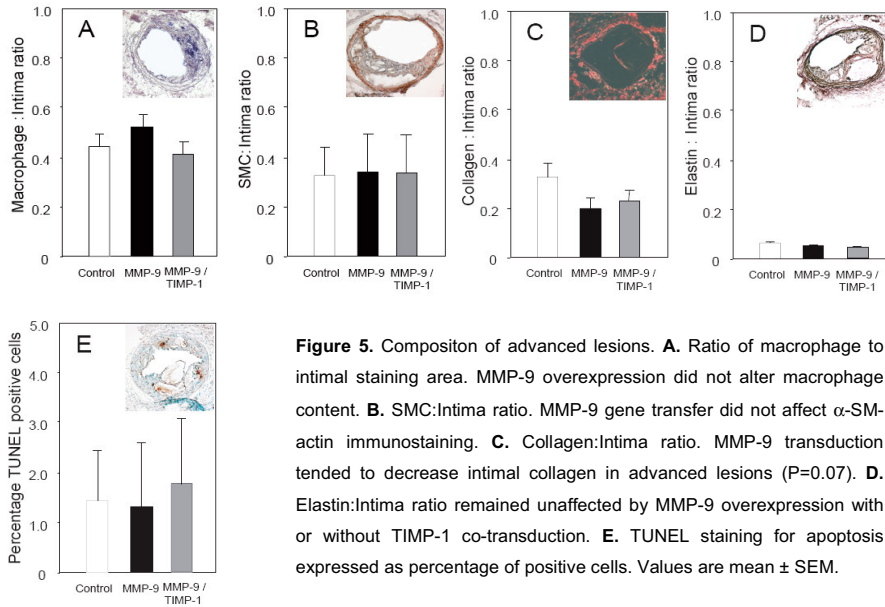 A
Macrophage : Intima ratio
1.0
0.8
0.6
0.4
0.2
0
Control MMP-9 MMP-9 /
TIMP-1
B
SMC:Intima ratio
1.0
0.8
0.6
0.4
0.2
0
Control MMP-9 MMP-9 /
TIMP-1
C
Collagen : Intima ratio
1.0
0.8
0.6
0.4
0.2
0
Control MMP-9 MMP-9 /
TIMP-1
D
Elastin : Intima ratio
1.0
0.8
0.6
0.4
0.2
0
Control MMP-9 MMP-9 /
TIMP-1
E
Percentage TUNEL positive cells
5.0
4.0
3.0
2.0
1.0
0
Control MMP-9 MMP-9 /
TIMP-1
Figure 5. Compositon of advanced lesions. A. Ratio of macrophage to
intimal staining area. MMP-9 overexpression did not alter macrophage
content. B. SMC:Intima ratio. MMP-9 gene transfer did not affect α-SM-
actin immunostaining. C. Collagen:Intima ratio. MMP-9 transduction
tended to decrease intimal collagen in advanced lesions (P=0.07). D.
Elastin:Intima ratio remained unaffected by MMP-9 overexpression with
or without TIMP-1 co-transduction. E. TUNEL staining for apoptosis
expressed as percentage of positive cells. Values are mean ± SEM.